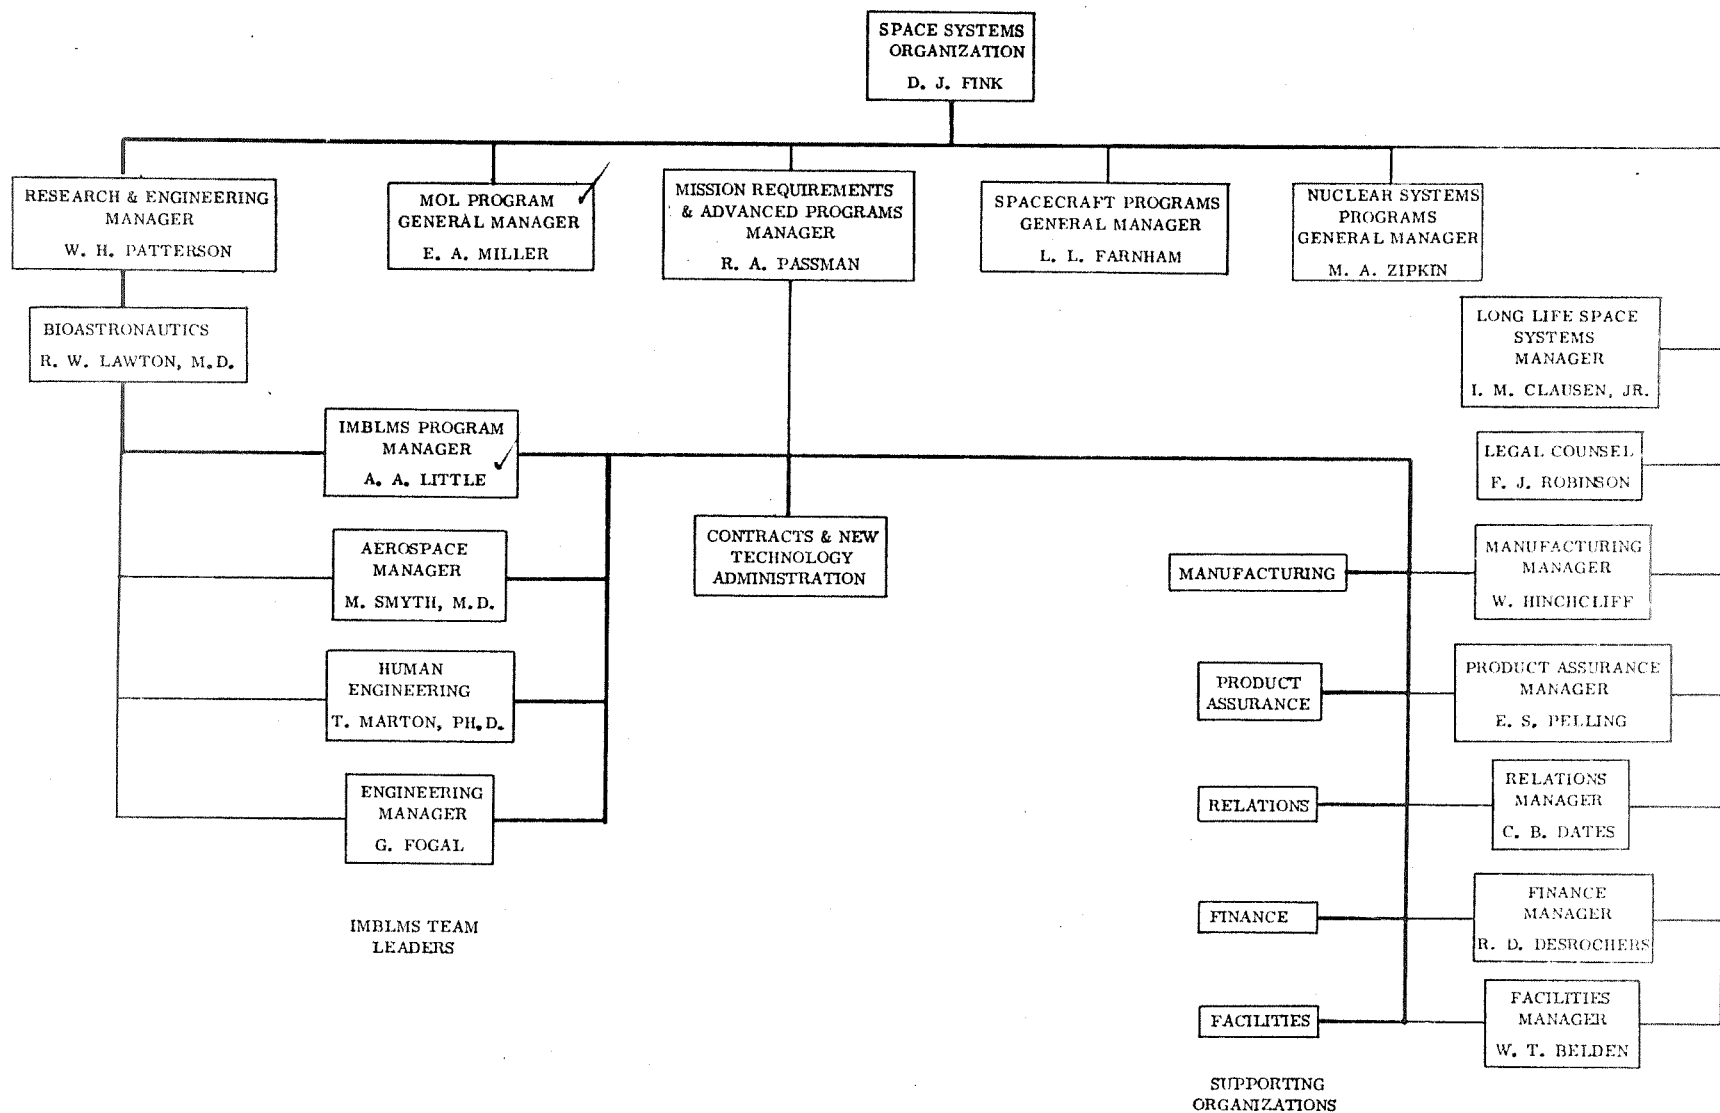 SPACE SYSTEMS
ORGANIZATION
D. J. FINK
RESEARCH & ENGINEERING
MANAGER
W. H. PATTERSON
MOL PROGRAM
GENERAL MANAGER
E. A. MILLER
MISSION REQUIREMENTS
& ADVANCED PROGRAMS
MANAGER
R. A. PASSMAN
SPACECRAFT PROGRAMS
GENERAL MANAGER
L. L. FARNHAM
NUCLEAR SYSTEMS
PROGRAMS
GENERAL MANAGER
M. A. ZIPKIN
BIOASTRONAUTICS
R. W. LAWTON, M.D.
LONG LIFE SPACE
SYSTEMS
MANAGER
I. M. CLAUSEN, JR.
IMBLMS PROGRAM
MANAGER
A. A. LITTLE
LEGAL COUNSEL
F. J. ROBINSON
AEROSPACE
MANAGER
M. SMYTH, M.D.
CONTRACTS & NEW
TECHNOLOGY
ADMINISTRATION
MANUFACTURING
MANUFACTURING
MANAGER
W. HINCHCLIFF
HUMAN
ENGINEERING
T. MARTON, PH.D.
PRODUCT
ASSURANCE
PRODUCT ASSURANCE
MANAGER
E. S. PELLING
ENGINEERING
MANAGER
G. FOGAL
RELATIONS
RELATIONS
MANAGER
C. B. DATES
IMBLMS TEAM
LEADERS
FINANCE
FINANCE
MANAGER
R. D. DESROCHERS
FACILITIES
FACILITIES
MANAGER
W. T. BELDEN
SUPPORTING
ORGANIZATIONS